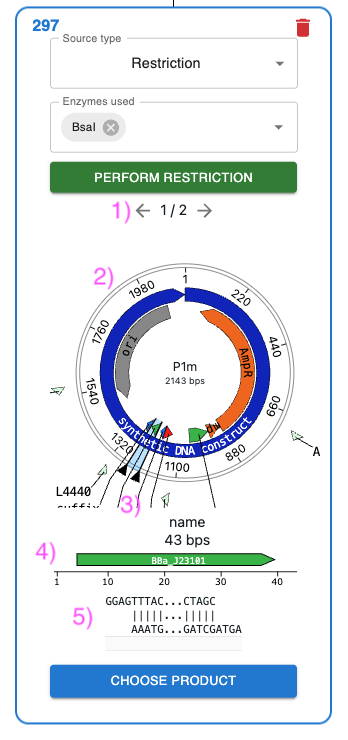 297
Source type
Restriction
Enzymes used
BsaI
PERFORM RESTRICTION
1) ← 1 / 2 →
2)
1
220
440
660
880
1100
1320
1540
1760
1980
ori
AmpR
P1m
2143 bps
synthetic DNA construct
A
L4440
suffix
3)
name
43 bps
4)
BBa_J23101
1 10 20 30 40
5)
GGAGTTTAC...CTAGC
|||||...|||||
AAATG...GATCGATGA
CHOOSE PRODUCT